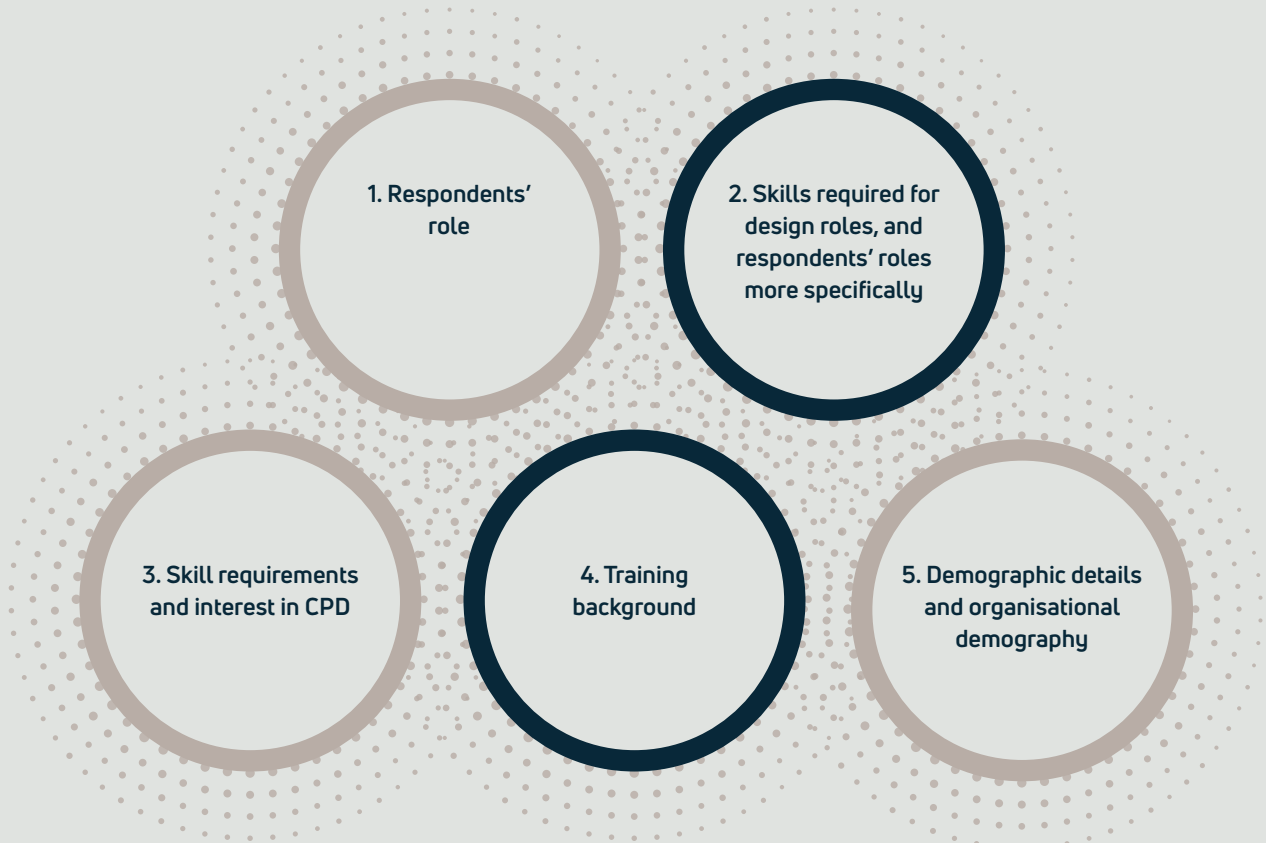 1. Respondents’
role
2. Skills required for
design roles, and
respondents’ roles
more specifically
3. Skill requirements
and interest in CPD
4. Training
background
5. Demographic details
and organisational
demography